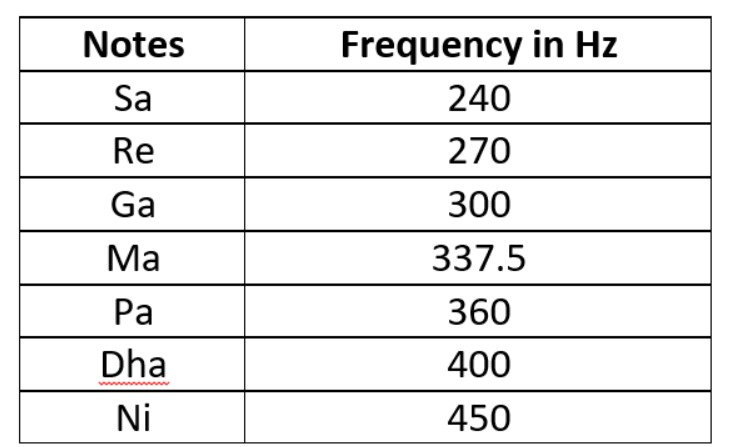 Notes Frequency in Hz
Sa 240
Re 270
Ga 300
Ma 337.5
Pa 360
Dha 400
Ni 450